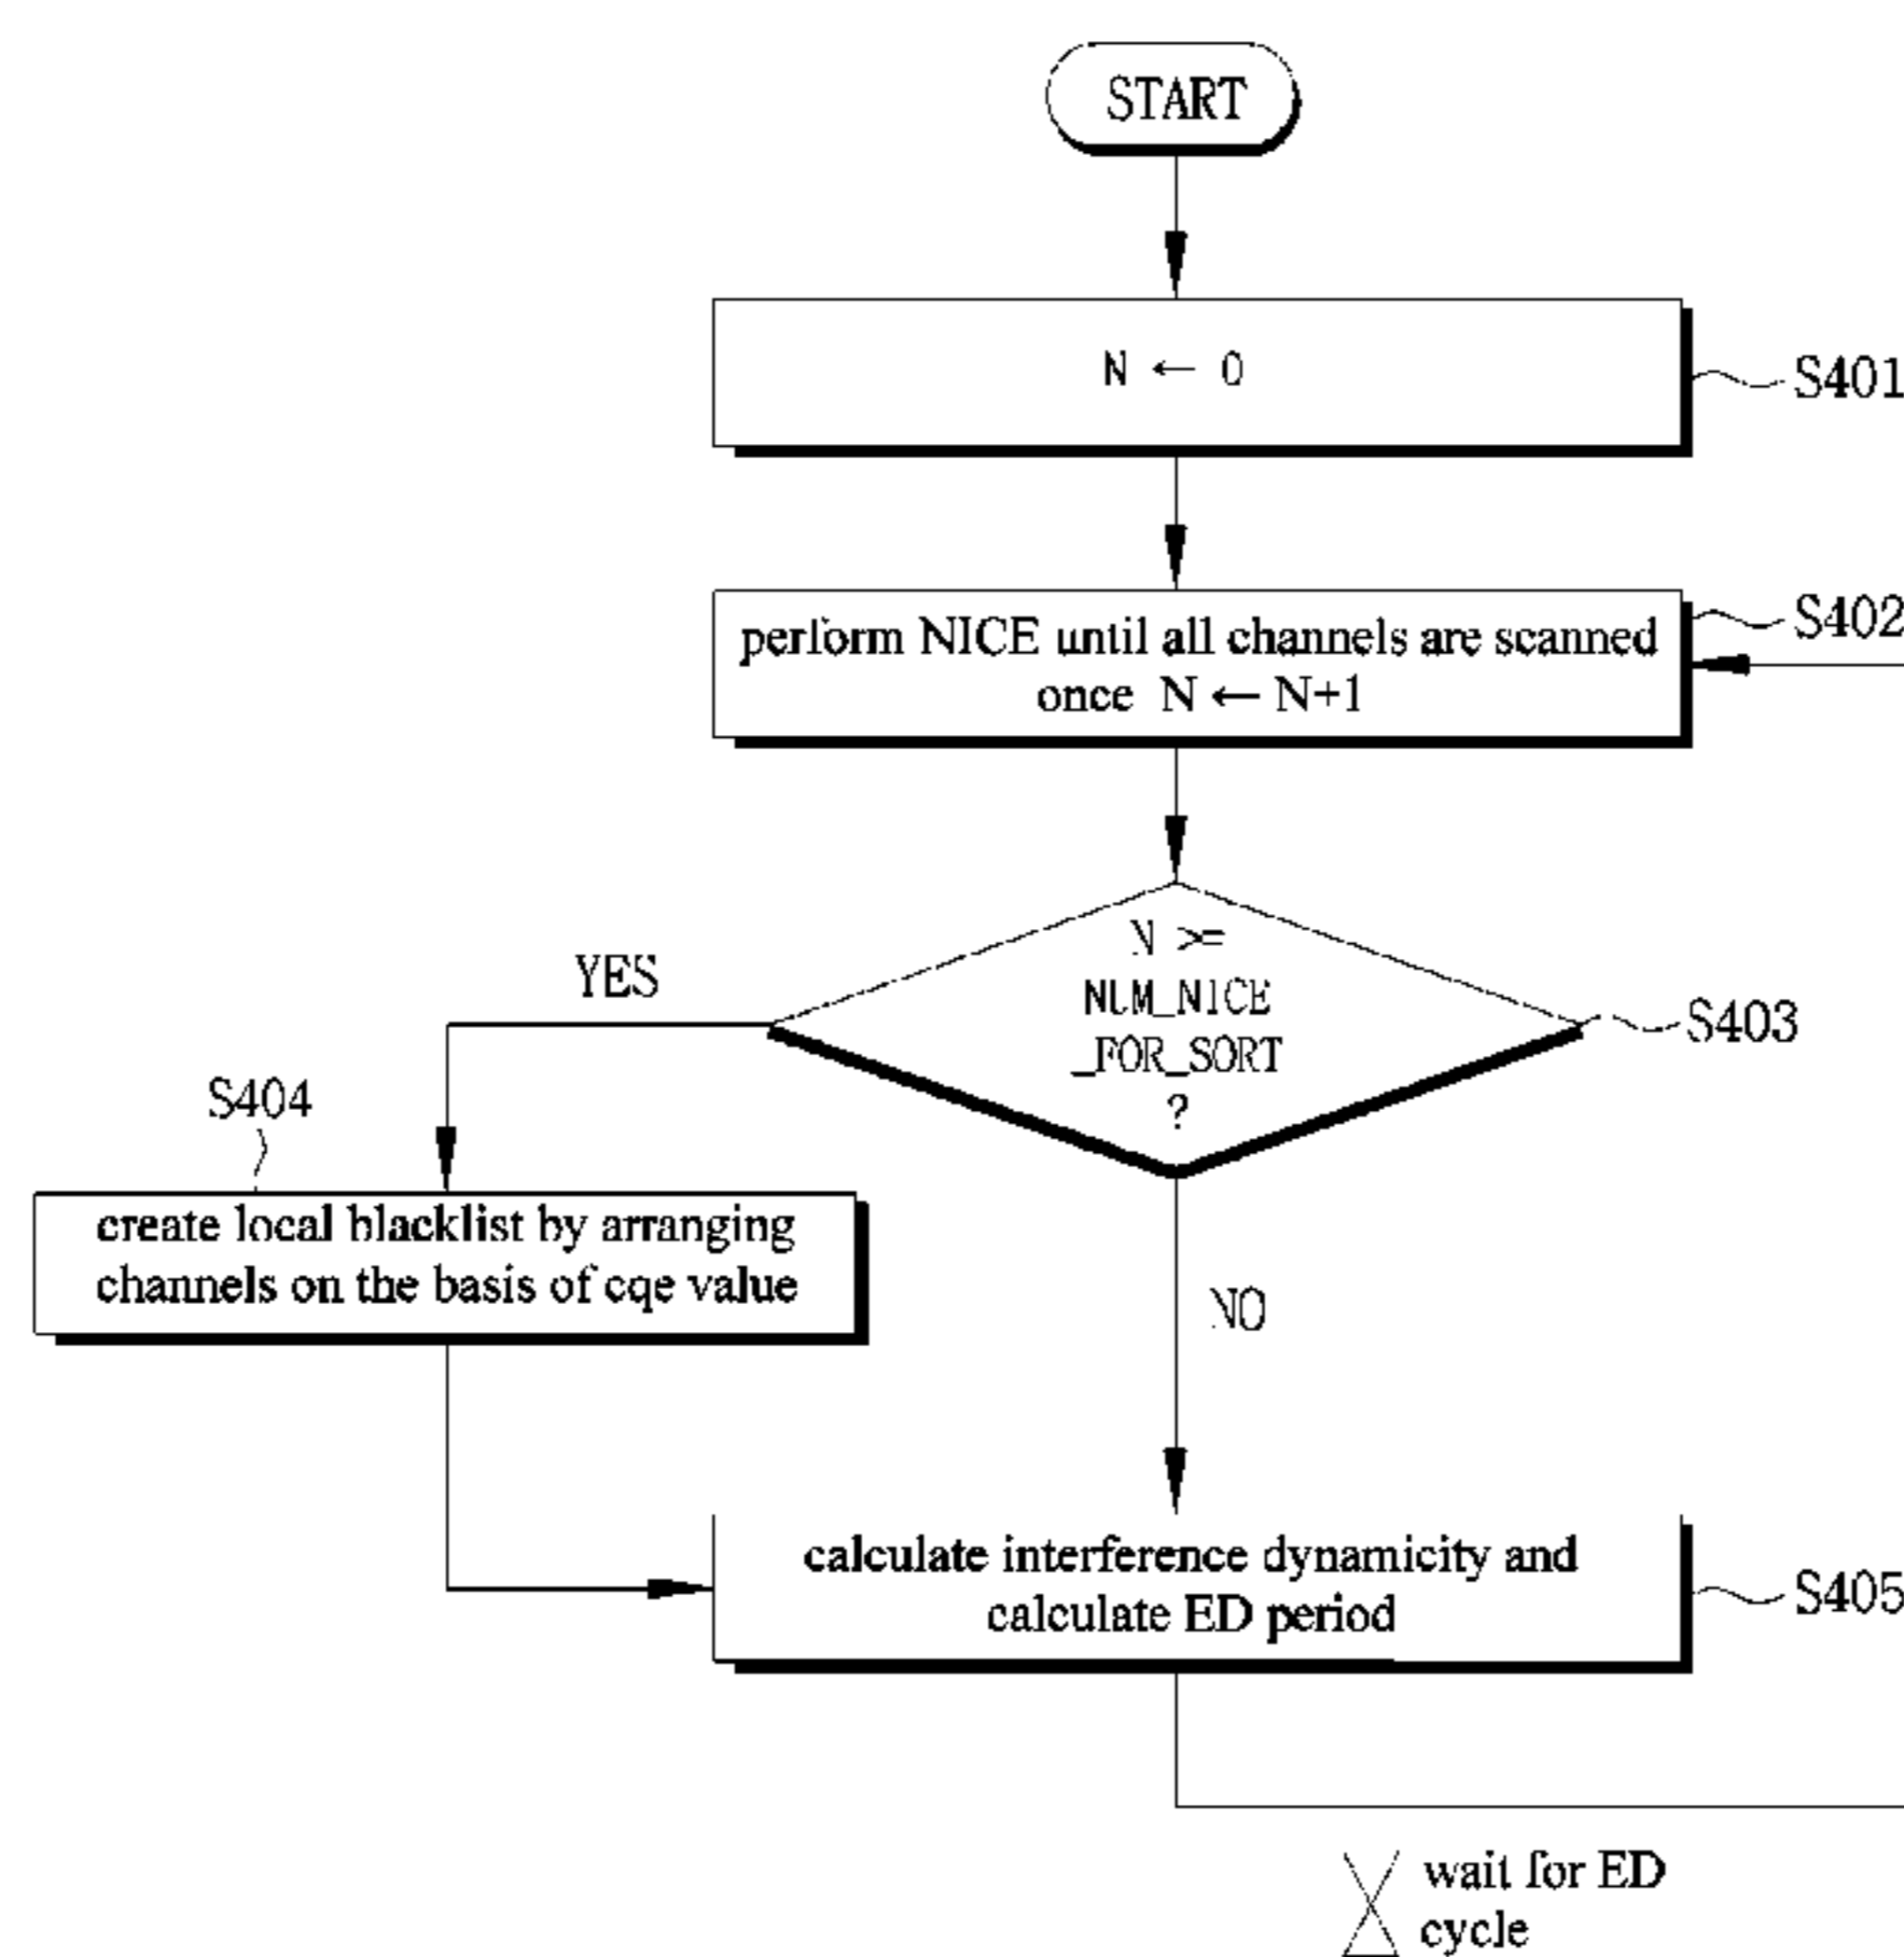 START
N ← 0
S401
perform NICE until all channels are scanned
once N ← N+1
S402
N >=
NUM_NICE
_FOR_SORT
?
S403
YES
S404
create local blacklist by arranging
channels on the basis of cqe value
NO
calculate interference dynamicity and
calculate ED period
S405
wait for ED
cycle